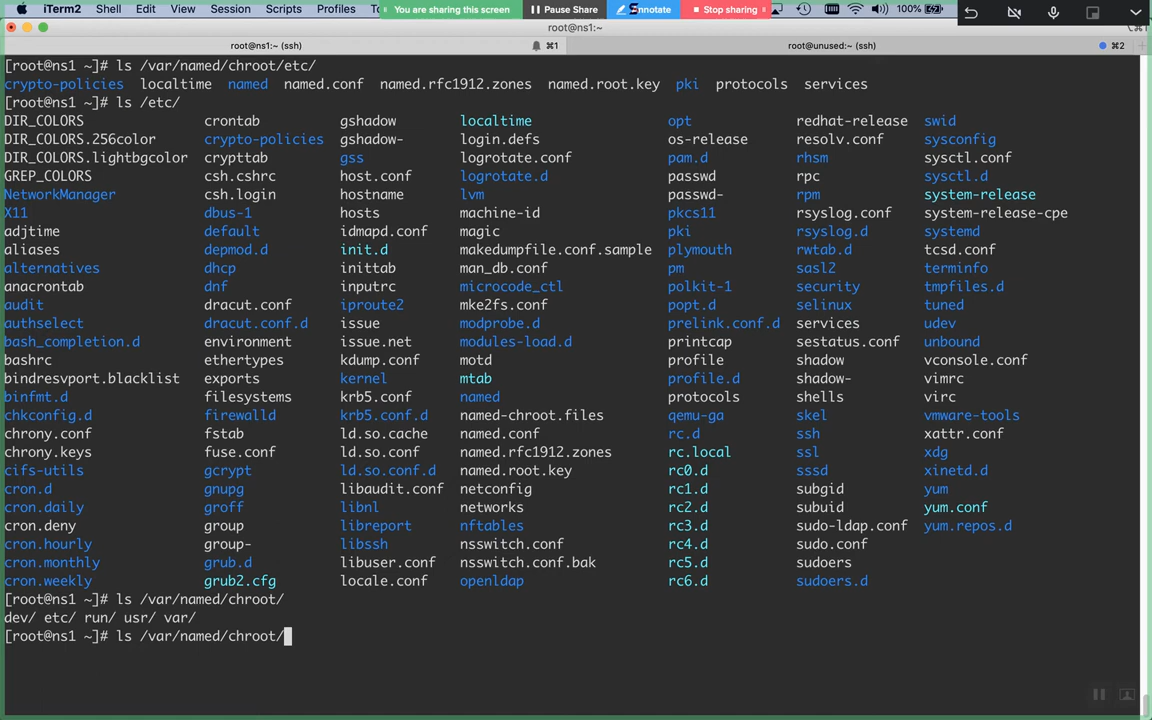 iTerm2 Shell Edit View Session Scripts Profiles You are sharing this screen Pause Share Annotate Stop sharing 100%
root@ns1:~
root@ns1:~ (ssh) ⌘1 root@unused:~ (ssh) ⌘2
[root@ns1 ~]# ls /var/named/chroot/etc/
crypto-policies localtime named named.conf named.rfc1912.zones named.root.key pki protocols services
[root@ns1 ~]# ls /etc/
DIR_COLORS crontab gshadow localtime opt redhat-release swid
DIR_COLORS.256color crypto-policies gshadow- login.defs os-release resolv.conf sysconfig
DIR_COLORS.lightbgcolor crypttab gss logrotate.conf pam.d rhsm sysctl.conf
GREP_COLORS csh.cshrc host.conf logrotate.d passwd rpc sysctl.d
NetworkManager csh.login hostname lvm passwd- rpm system-release
X11 dbus-1 hosts machine-id pkcs11 rsyslog.conf system-release-cpe
adjtime default idmapd.conf magic pki rsyslog.d systemd
aliases depmod.d init.d makedumpfile.conf.sample plymouth rwtab.d tcsd.conf
alternatives dhcp inittab man_db.conf pm sasl2 terminfo
anacrontab dnf inputrc microcode_ctl polkit-1 security tmpfiles.d
audit dracut.conf iproute2 mke2fs.conf popt.d selinux tuned
authselect dracut.conf.d issue modprobe.d prelink.conf.d services udev
bash_completion.d environment issue.net modules-load.d printcap sestatus.conf unbound
bashrc ethertypes kdump.conf motd profile shadow vconsole.conf
bindresvport.blacklist exports kernel mtab profile.d shadow- vimrc
binfmt.d filesystems krb5.conf named protocols shells virc
chkconfig.d firewalld krb5.conf.d named-chroot.files qemu-ga skel vmware-tools
chrony.conf fstab ld.so.cache named.conf rc.d ssh xattr.conf
chrony.keys fuse.conf ld.so.conf named.rfc1912.zones rc.local ssl xdg
cifs-utils gcrypt ld.so.conf.d named.root.key rc0.d sssd xinetd.d
cron.d gnupg libaudit.conf netconfig rc1.d subgid yum
cron.daily groff libnl networks rc2.d subuid yum.conf
cron.deny group libreport nftables rc3.d sudo-ldap.conf yum.repos.d
cron.hourly group- libssh nsswitch.conf rc4.d sudo.conf
cron.monthly grub.d libuser.conf nsswitch.conf.bak rc5.d sudoers
cron.weekly grub2.cfg locale.conf openldap rc6.d sudoers.d
[root@ns1 ~]# ls /var/named/chroot/
dev/ etc/ run/ usr/ var/
[root@ns1 ~]# ls /var/named/chroot/